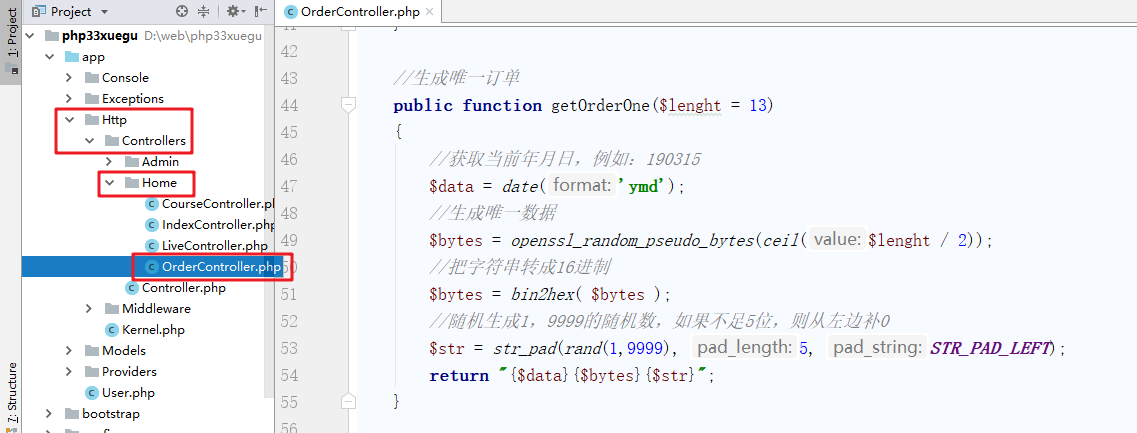 1: Project
Project
php33xuegu D:\web\php33xuegu
app
Console
Exceptions
Http
Controllers
Admin
Home
CourseController.p
IndexController.php
LiveController.php
OrderController.php
Controller.php
Middleware
Kernel.php
Models
Providers
User.php
bootstrap
7: Structure
OrderController.php
42
43 //生成唯一订单
44 public function getOrderOne($lenght = 13)
45 {
46 //获取当前年月日，例如：190315
47 $data = date( format: 'ymd');
48 //生成唯一数据
49 $bytes = openssl_random_pseudo_bytes(ceil( value: $lenght / 2));
50 //把字符串转成16进制
51 $bytes = bin2hex( $bytes );
52 //随机生成1，9999的随机数，如果不足5位，则从左边补0
53 $str = str_pad(rand(1,9999), pad_length: 5, pad_string: STR_PAD_LEFT);
54 return "{$data}{$bytes}{$str}";
55 }
56